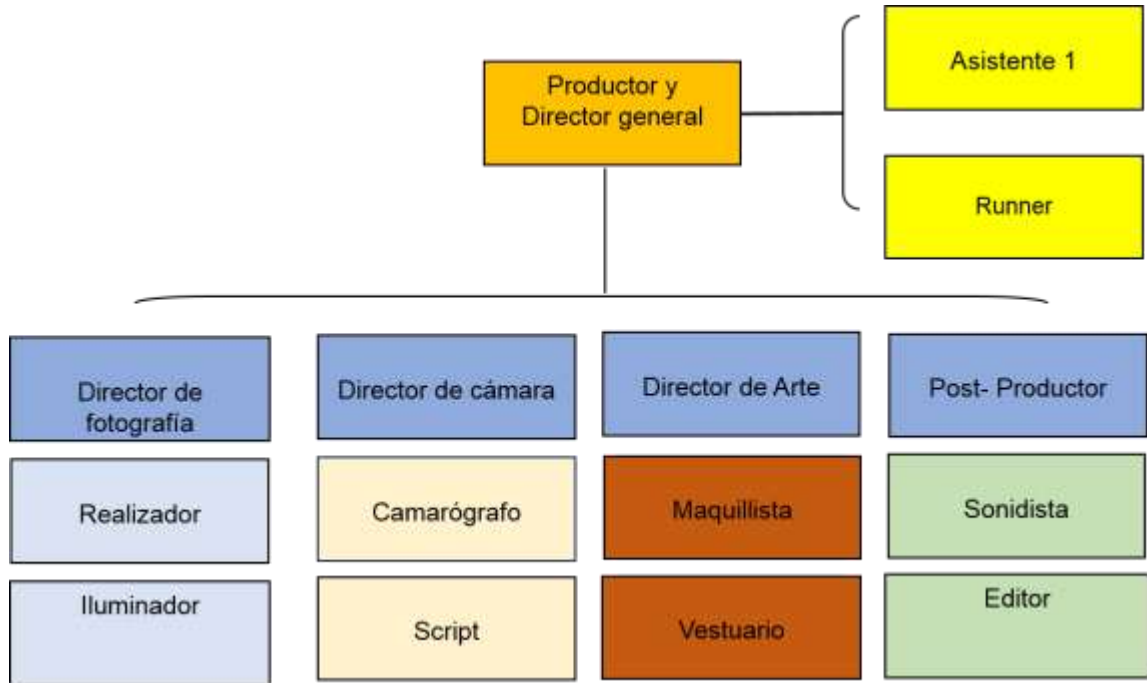 Asistente 1
Productor y
Director general
Runner
Director de
fotografía
Director de cámara
Director de Arte
Post- Productor
Realizador
Camarógrafo
Maquillista
Sonidista
Iluminador
Script
Vestuario
Editor